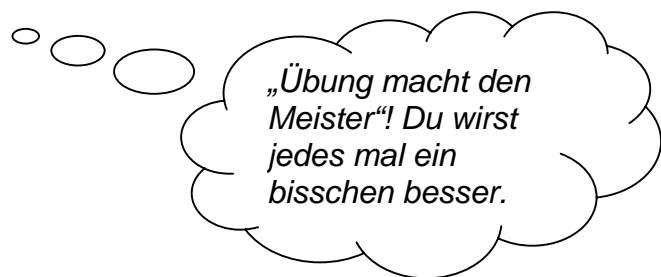 „Übung macht den
Meister“! Du wirst
jedes mal ein
bisschen besser.